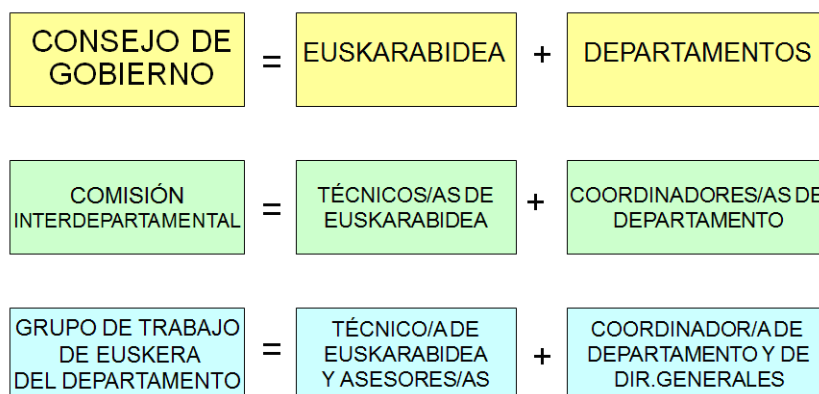 CONSEJO DE
GOBIERNO
=
EUSKARABIDEA
+
DEPARTAMENTOS
COMISIÓN
INTERDEPARTAMENTAL
=
TÉCNICOS/AS DE
EUSKARABIDEA
+
COORDINADORES/AS DE
DEPARTAMENTO
GRUPO DE TRABAJO
DE EUSKERA
DEL DEPARTAMENTO
=
TÉCNICO/A DE
EUSKARABIDEA
Y ASESORES/AS
+
COORDINADOR/A DE
DEPARTAMENTO Y DE
DIR.GENERALES